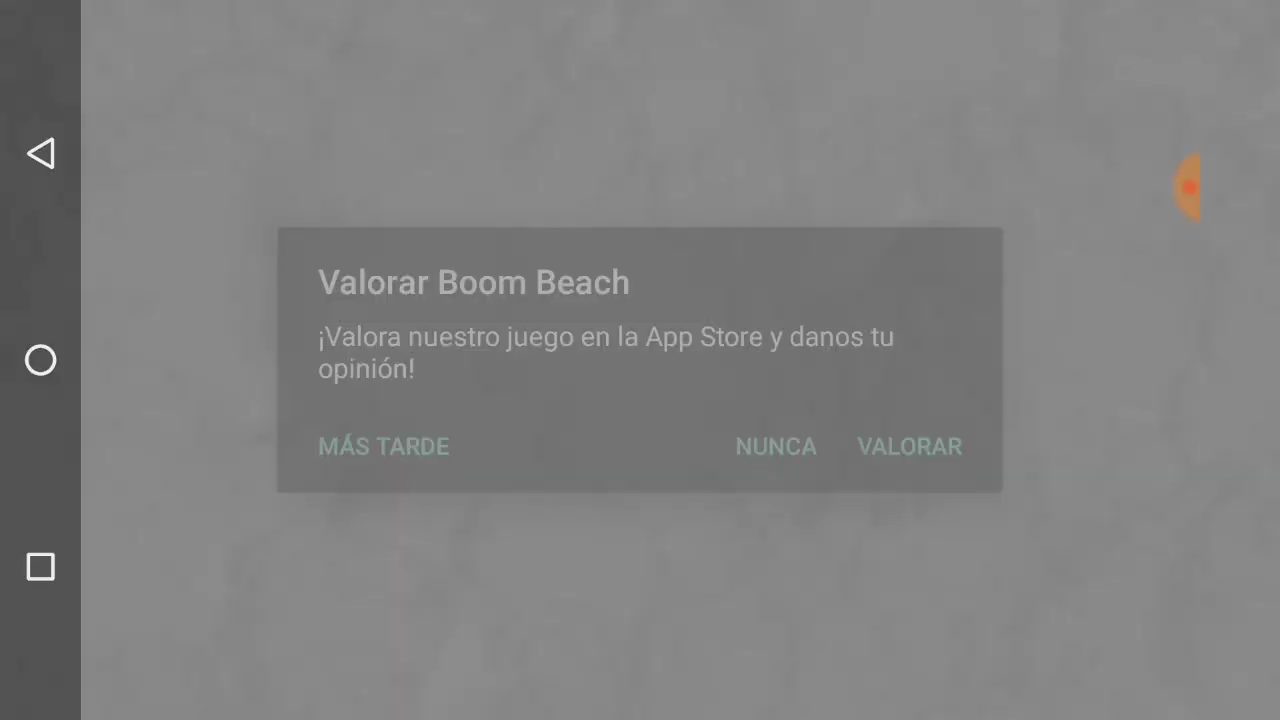 Valorar Boom Beach
¡Valora nuestro juego en la App Store y danos tu
opinión!
MÁS TARDE
NUNCA
VALORAR